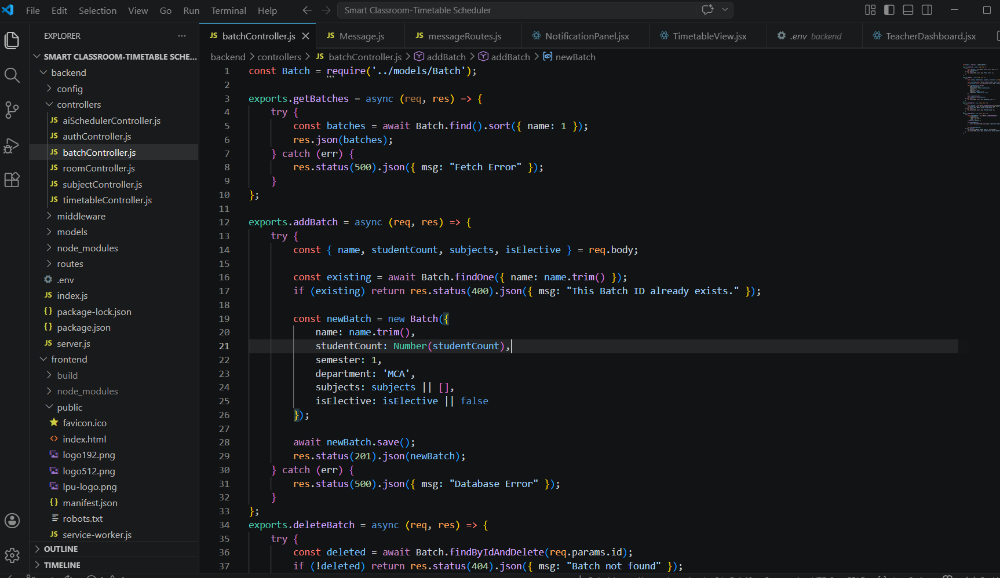 File Edit Selection View Go Run Terminal Help
Smart Classroom-Timetable Scheduler
EXPLORER
SMART CLASSROOM-TIMETABLE SCHE...
backend
config
controllers
JS aiSchedulerController.js
JS authController.js
JS batchController.js
JS roomController.js
JS subjectController.js
JS timetableController.js
middleware
models
node_modules
routes
.env
JS index.js
{} package-lock.json
{} package.json
JS server.js
frontend
build
node_modules
public
favicon.ico
<> index.html
logo192.png
logo512.png
lpu-logo.png
{} manifest.json
robots.txt
JS service-worker.js
OUTLINE
TIMELINE
JS batchController.js JS Message.js JS messageRoutes.js NotificationPanel.jsx TimetableView.jsx .env backend TeacherDashboard.jsx
backend > controllers > JS batchController.js > addBatch > addBatch > newBatch
1 const Batch = require('../models/Batch');
2
3 exports.getBatches = async (req, res) => {
4 try {
5 const batches = await Batch.find().sort({ name: 1 });
6 res.json(batches);
7 } catch (err) {
8 res.status(500).json({ msg: "Fetch Error" });
9 }
10 };
11
12 exports.addBatch = async (req, res) => {
13 try {
14 const { name, studentCount, subjects, isElective } = req.body;
15
16 const existing = await Batch.findOne({ name: name.trim() });
17 if (existing) return res.status(400).json({ msg: "This Batch ID already exists." });
18
19 const newBatch = new Batch({
20 name: name.trim(),
21 studentCount: Number(studentCount),
22 semester: 1,
23 department: 'MCA',
24 subjects: subjects || [],
25 isElective: isElective || false
26 });
27
28 await newBatch.save();
29 res.status(201).json(newBatch);
30 } catch (err) {
31 res.status(500).json({ msg: "Database Error" });
32 }
33 };
34 exports.deleteBatch = async (req, res) => {
35 try {
36 const deleted = await Batch.findByIdAndDelete(req.params.id);
37 if (!deleted) return res.status(404).json({ msg: "Batch not found" });